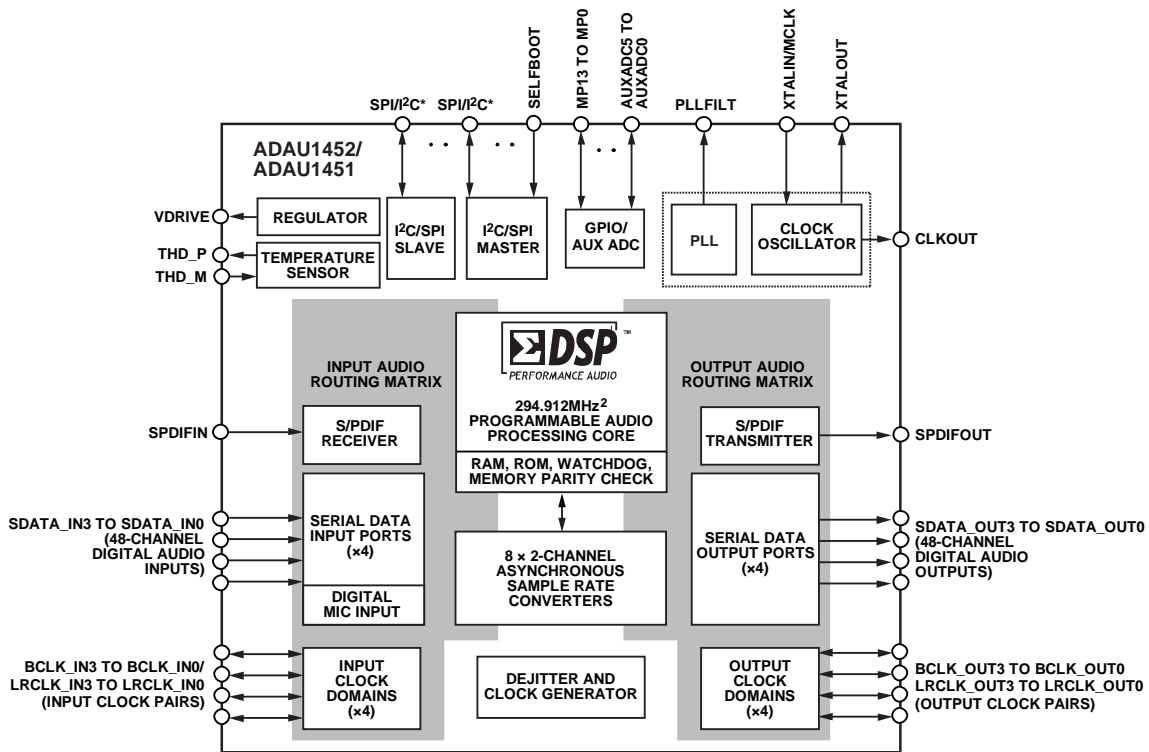 SPI/I2C*
SPI/I2C*
SELFBOOT
MP13 TO MP0
AUXADC5 TO
AUXADC0
PLLFILT
XTALIN/MCLK
XTALOUT
ADAU1452/
ADAU1451
VDRIVE
REGULATOR
THD_P
THD_M
TEMPERATURE
SENSOR
I2C/SPI
SLAVE
I2C/SPI
MASTER
GPIO/
AUX ADC
PLL
CLOCK
OSCILLATOR
CLKOUT
INPUT AUDIO
ROUTING MATRIX
ΣDSP™
PERFORMANCE AUDIO
294.912MHz2
PROGRAMMABLE AUDIO
PROCESSING CORE
RAM, ROM, WATCHDOG,
MEMORY PARITY CHECK
OUTPUT AUDIO
ROUTING MATRIX
SPDIFIN
S/PDIF
RECEIVER
S/PDIF
TRANSMITTER
SPDIFOUT
SDATA_IN3 TO SDATA_IN0
(48-CHANNEL
DIGITAL AUDIO
INPUTS)
SERIAL DATA
INPUT PORTS
(×4)
DIGITAL
MIC INPUT
8 × 2-CHANNEL
ASYNCHRONOUS
SAMPLE RATE
CONVERTERS
SERIAL DATA
OUTPUT PORTS
(×4)
SDATA_OUT3 TO SDATA_OUT0
(48-CHANNEL
DIGITAL AUDIO
OUTPUTS)
BCLK_IN3 TO BCLK_IN0/
LRCLK_IN3 TO LRCLK_IN0
(INPUT CLOCK PAIRS)
INPUT
CLOCK
DOMAINS
(×4)
DEJITTER AND
CLOCK GENERATOR
OUTPUT
CLOCK
DOMAINS
(×4)
BCLK_OUT3 TO BCLK_OUT0
LRCLK_OUT3 TO LRCLK_OUT0
(OUTPUT CLOCK PAIRS)